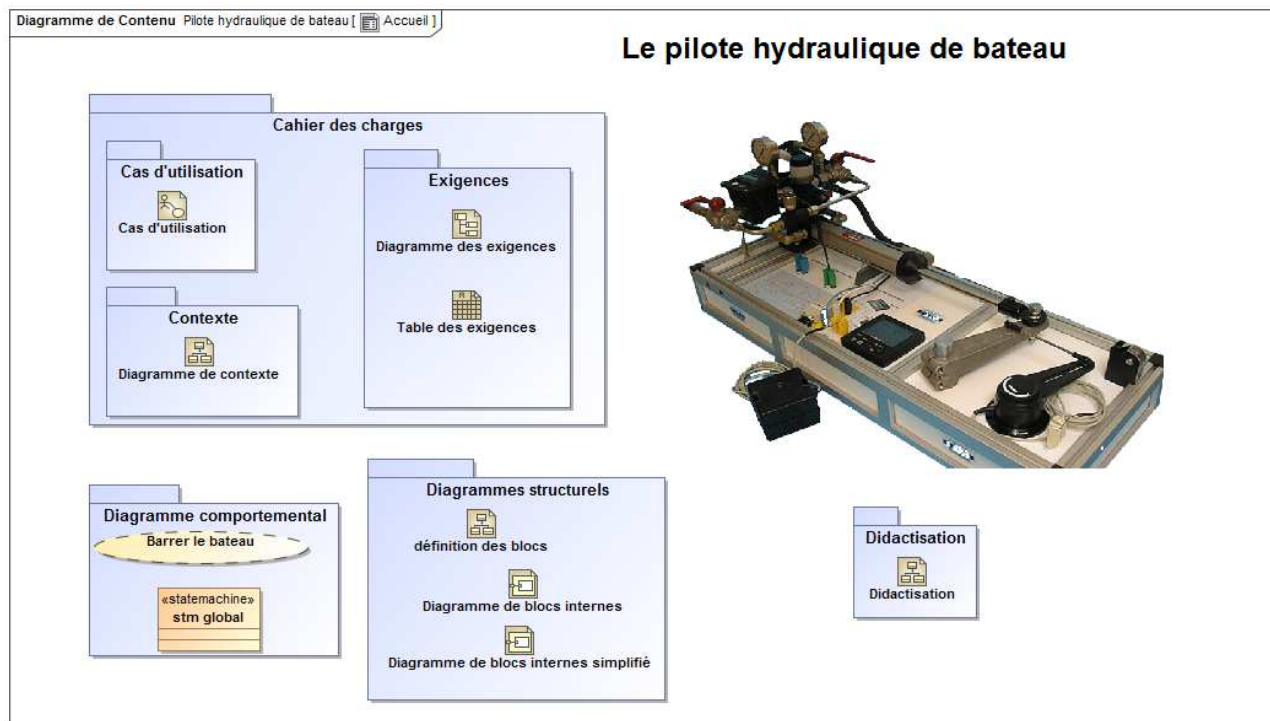 Diagramme de Contenu Pilote hydraulique de bateau [ Accueil ]
Le pilote hydraulique de bateau
Cahier des charges
Cas d'utilisation
Cas d'utilisation
Contexte
Diagramme de contexte
Exigences
Diagramme des exigences
Table des exigences
Diagramme comportemental
Barrer le bateau
«statemachine»
stm global
Diagrammes structurels
définition des blocs
Diagramme de blocs internes
Diagramme de blocs internes simplifié
Didactisation
Didactisation